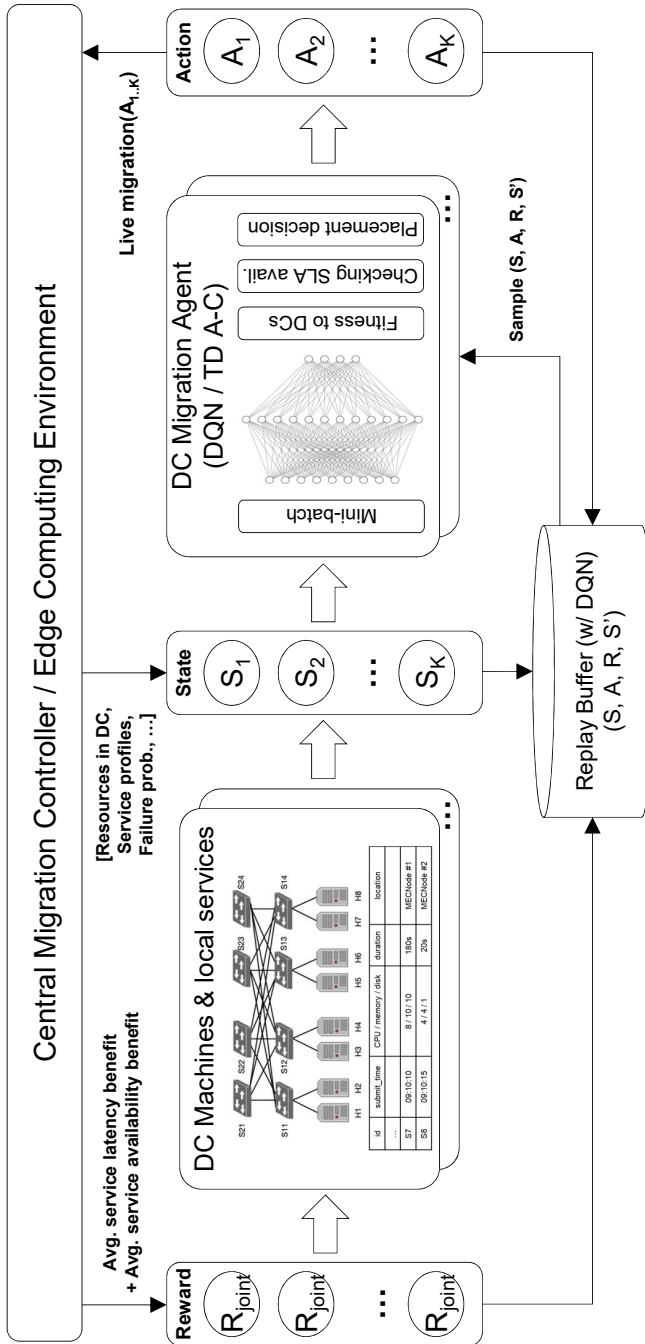 Central Migration Controller / Edge Computing Environment
Avg. service latency benefit
+ Avg. service availability benefit
[Resources in DC,
Service profiles,
Failure prob., ...]
Live migration(A1..K)
Reward
Rjoint
Rjoint
...
Rjoint
DC Machines & local services
S21
S22
S23
S24
S11
S12
S13
S14
H1
H2
H3
H4
H5
H6
H7
H8
id submit_time CPU / memory / disk duration location
...
S7 09:10:10 8 / 10 / 10 180s MECNode #1
S8 09:10:15 4 / 4 / 1 20s MECNode #2
...
State
S1
S2
...
SK
DC Migration Agent
(DQN / TD A-C)
Mini-batch
Fitness to DCs
Checking SLA avail.
Placement decision
...
Action
A1
A2
...
AK
Sample (S, A, R, S’)
Replay Buffer (w/ DQN)
(S, A, R, S’)